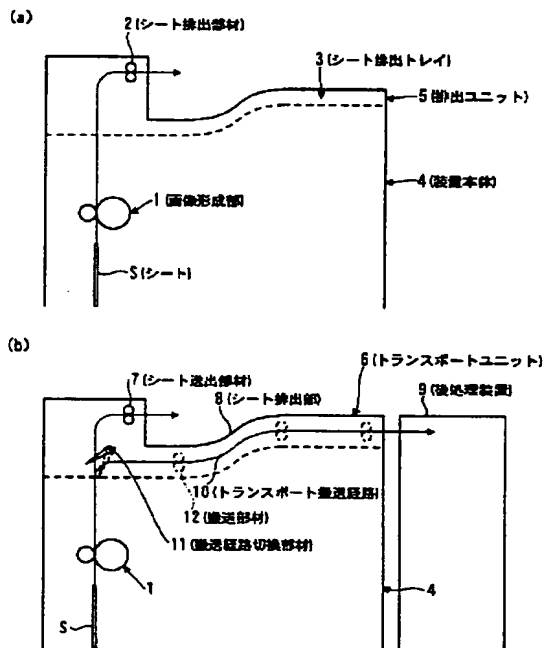 (a)
2 (シート排出部材)
3 (シート排出トレイ)
5 (排出ユニット)
4 (装置本体)
1 (画像形成部)
S (シート)
(b)
6 (トランスポートユニット)
7 (シート送出部材)
9 (後処理装置)
8 (シート排出部)
10 (トランスポート搬送経路)
12 (搬送部材)
11 (搬送経路切換部材)
1
S
4